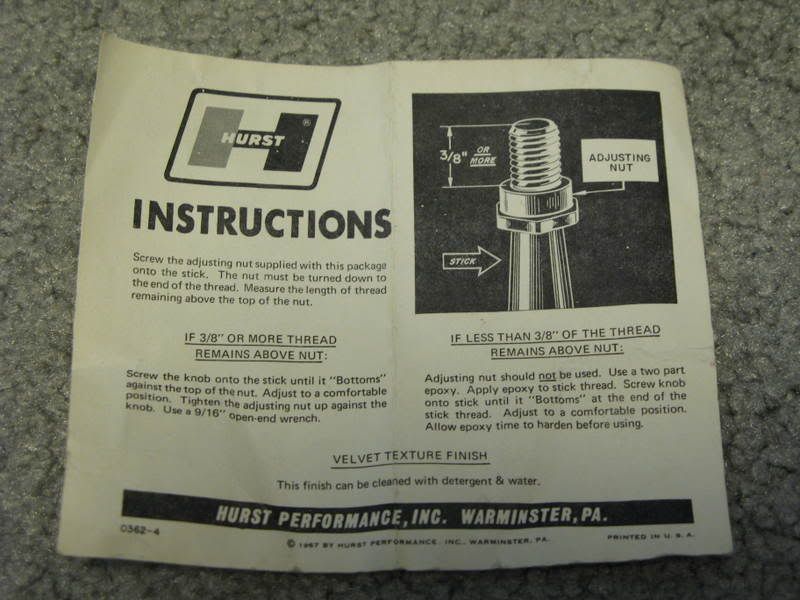 HURST
®
INSTRUCTIONS
Screw the adjusting nut supplied with this package
onto the stick. The nut must be turned down to
the end of the thread. Measure the length of thread
remaining above the top of the nut.
IF 3/8" OR MORE THREAD
REMAINS ABOVE NUT:
Screw the knob onto the stick until it "Bottoms"
against the top of the nut. Adjust to a comfortable
position. Tighten the adjusting nut up against the
knob. Use a 9/16" open-end wrench.
3/8" OR MORE
ADJUSTING
NUT
STICK
IF LESS THAN 3/8" OF THE THREAD
REMAINS ABOVE NUT:
Adjusting nut should not be used. Use a two part
epoxy. Apply epoxy to stick thread. Screw knob
onto stick until it "Bottoms" at the end of the
stick thread. Adjust to a comfortable position.
Allow epoxy time to harden before using.
VELVET TEXTURE FINISH
This finish can be cleaned with detergent & water.
HURST PERFORMANCE, INC. WARMINSTER, PA.
0362-4
© 1967 BY HURST PERFORMANCE, INC., WARMINSTER, PA.
PRINTED IN U. S. A.